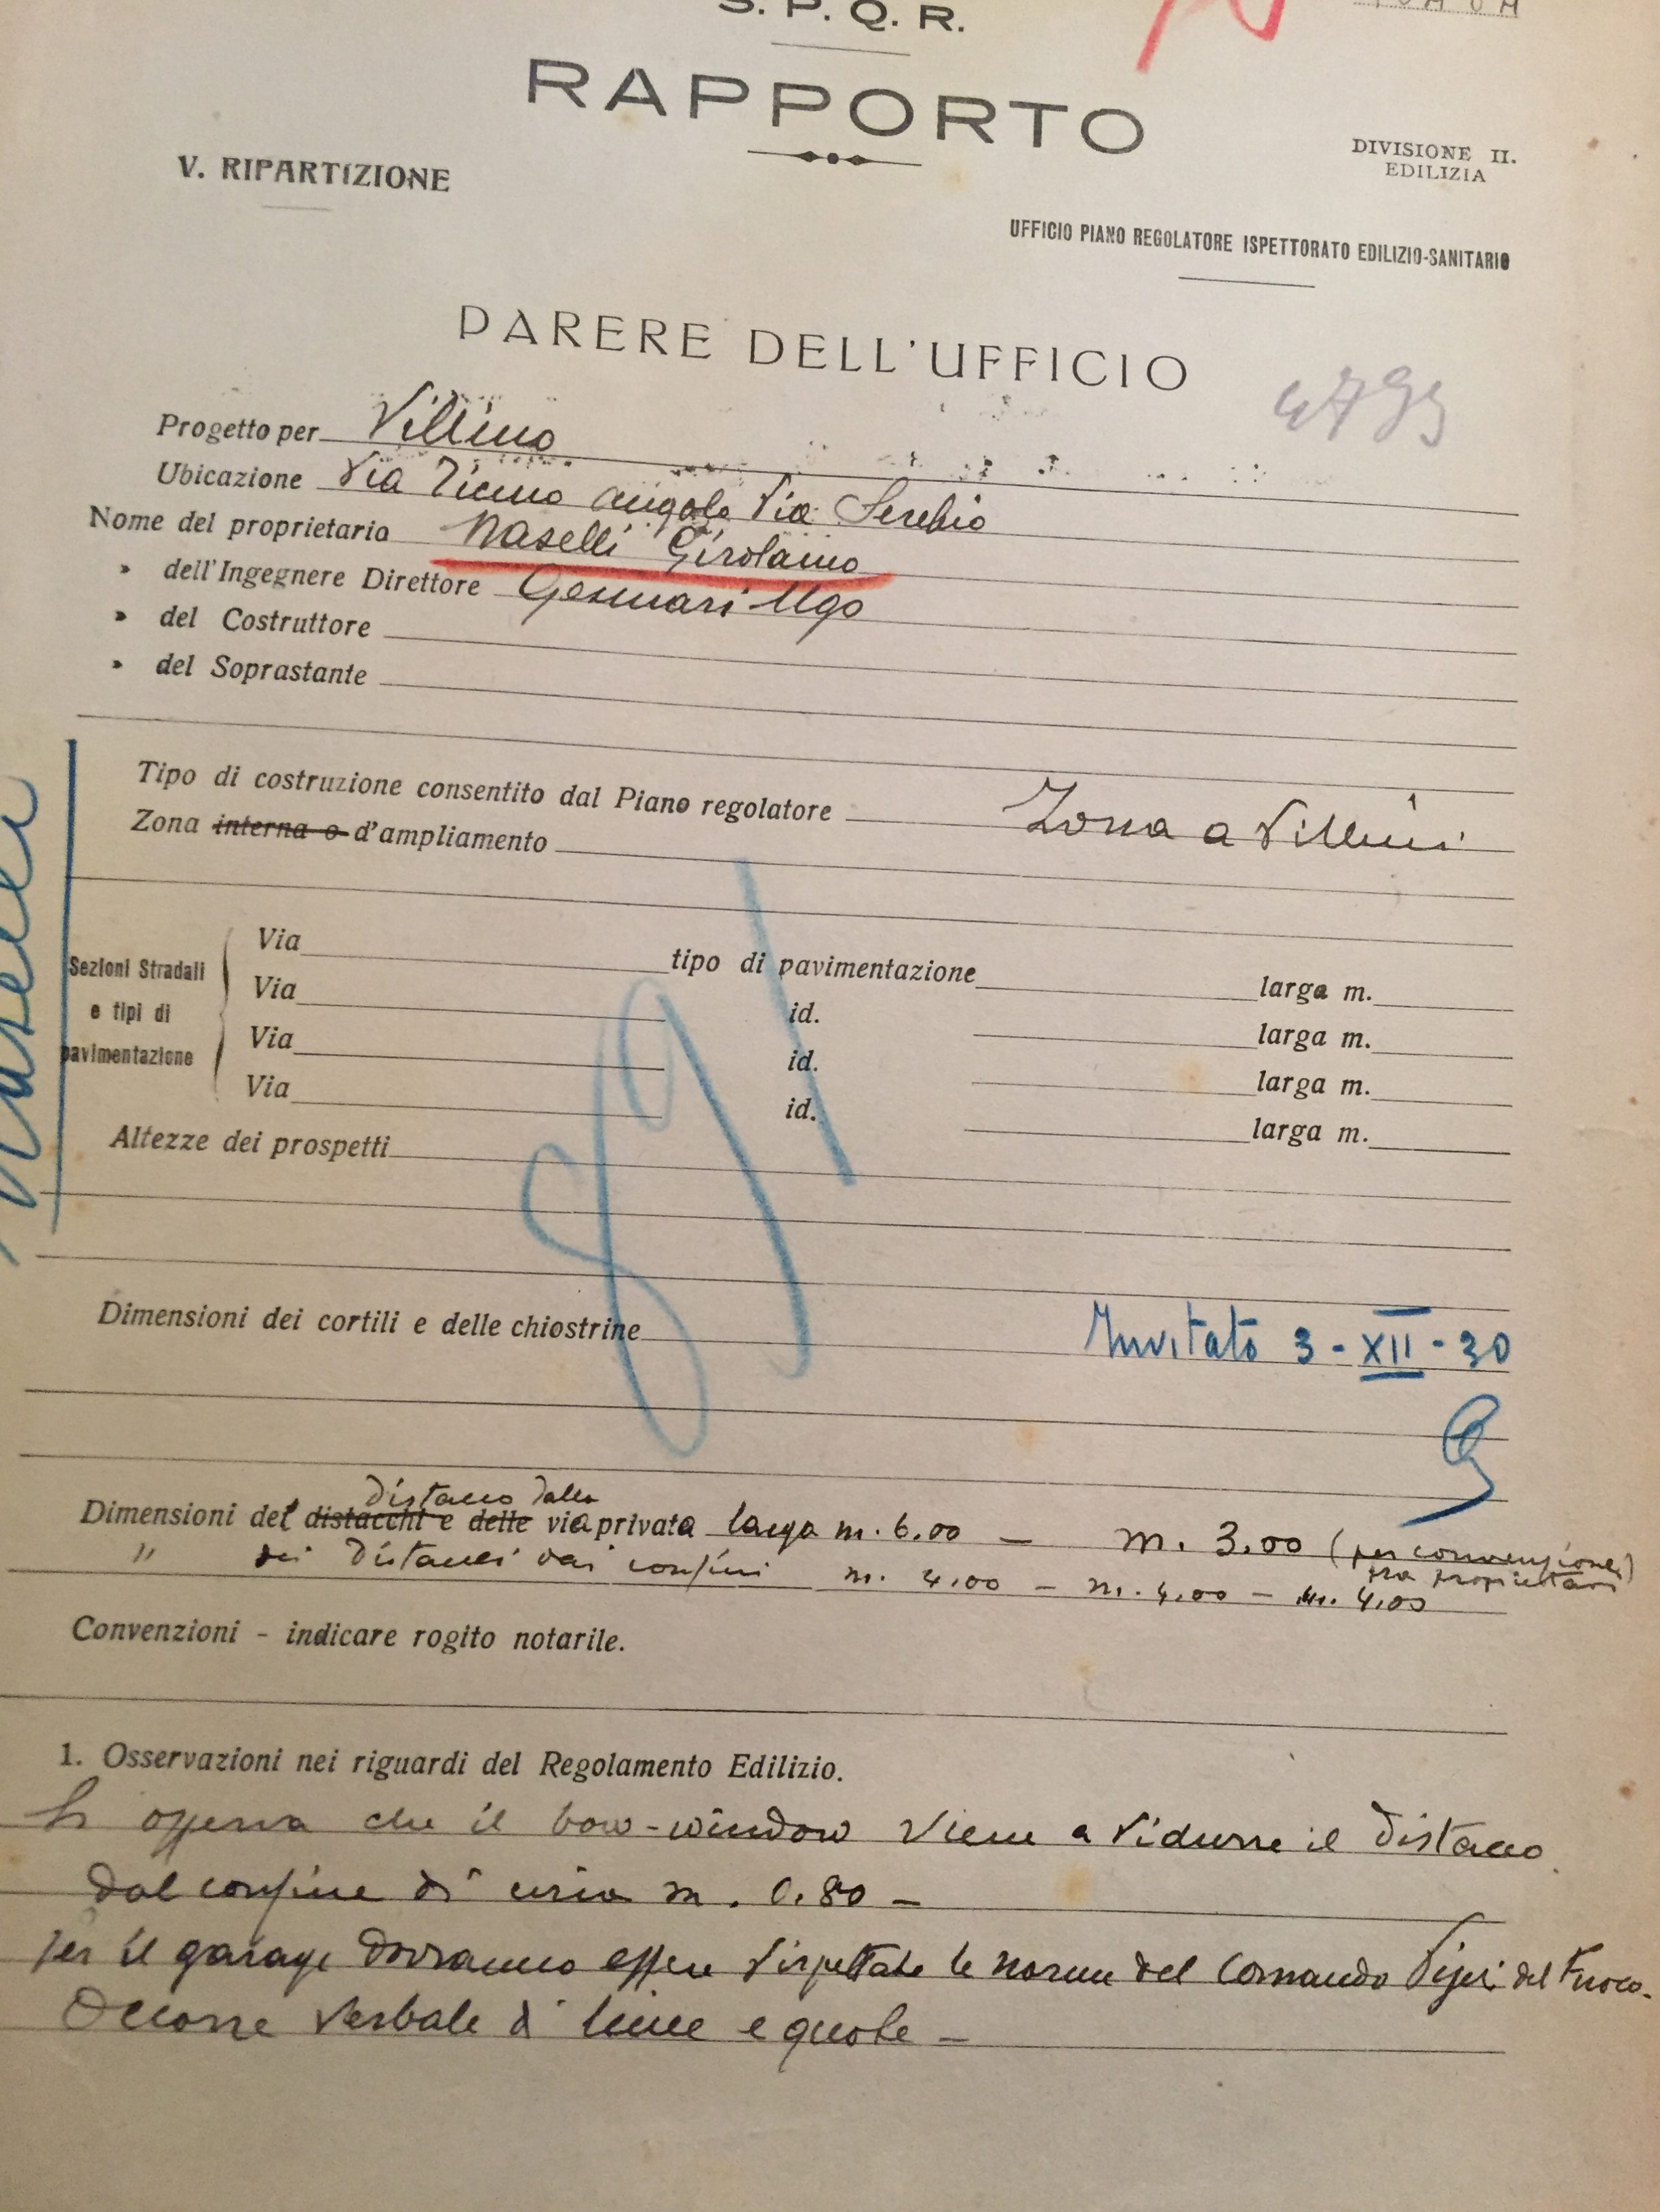 S. P. Q. R.
RAPPORTO
V. RIPARTIZIONE
DIVISIONE II.
EDILIZIA
UFFICIO PIANO REGOLATORE ISPETTORATO EDILIZIO-SANITARIO
PARERE DELL'UFFICIO
4795
Progetto per Villino
Ubicazione Via Ticino angolo Via Serchio
Nome del proprietario Naselli Girolamo
» dell'Ingegnere Direttore Gennari Ugo
» del Costruttore
» del Soprastante
Naselli
Tipo di costruzione consentito dal Piano regolatore Zona a Villini
Zona interna o d'ampliamento
Sezioni Stradali e tipi di pavimentazione
Via tipo di pavimentazione larga m.
Via id. larga m.
Via id. larga m.
Via id. larga m.
Altezze dei prospetti
Dimensioni dei cortili e delle chiostrine
Invitato 3-XII-30
distacco dalla
Dimensioni del distacchi e delle via privata larga m. 6.00 — m. 3.00 (per convenzione
tra proprietari)
" dei distacchi dai confini m. 4.00 — m. 4.00 — m. 4.00
Convenzioni - indicare rogito notarile.
1. Osservazioni nei riguardi del Regolamento Edilizio.
Si osserva che il bow-window viene a ridurre il distacco
dal confine di circa m. 0.80 —
Per il garage dovranno essere rispettate le norme del Comando Vigili del Fuoco.
Occorre verbale di linee e quote —